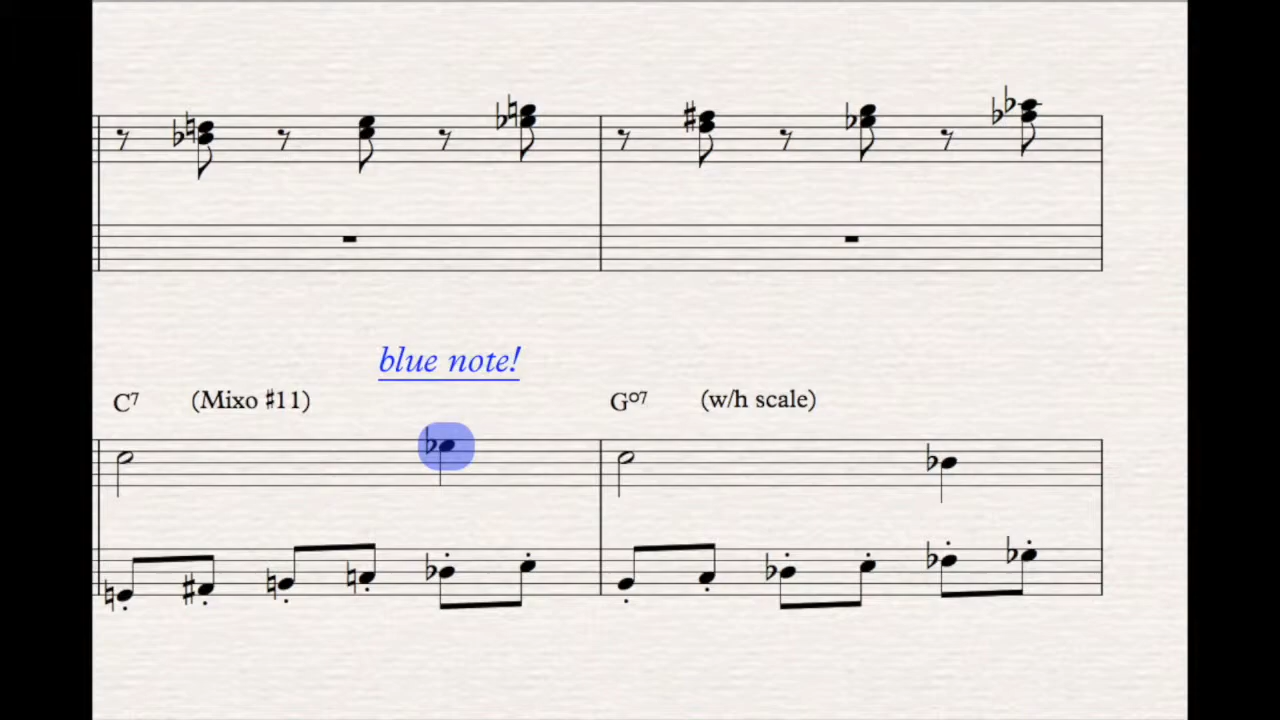 blue note!
C⁷ (Mixo ♯11) G°⁷ (w/h scale)